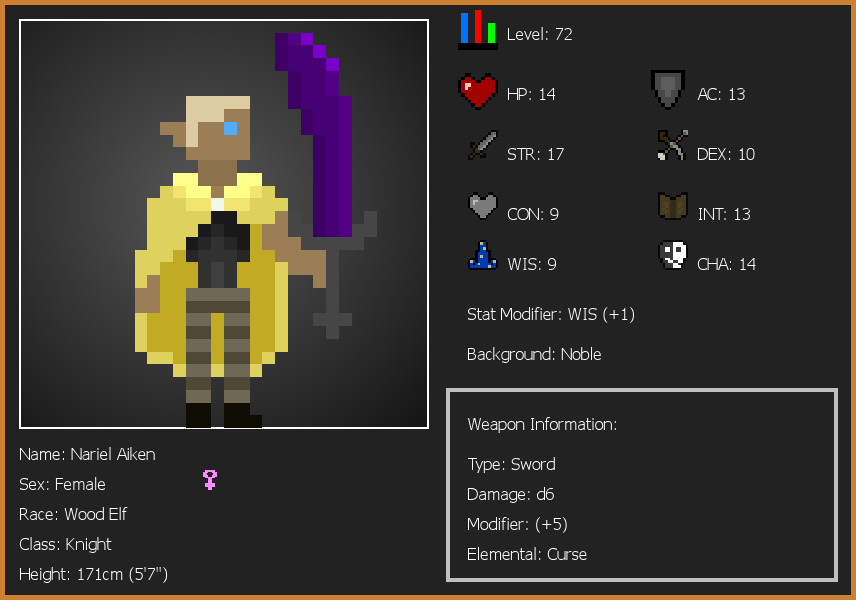 Level: 72
HP: 14
AC: 13
STR: 17
DEX: 10
CON: 9
INT: 13
WIS: 9
CHA: 14
Stat Modifier: WIS (+1)
Background: Noble
Weapon Information:
Type: Sword
Damage: d6
Modifier: (+5)
Elemental: Curse
Name: Nariel Aiken
Sex: Female
Race: Wood Elf
Class: Knight
Height: 171cm (5'7")